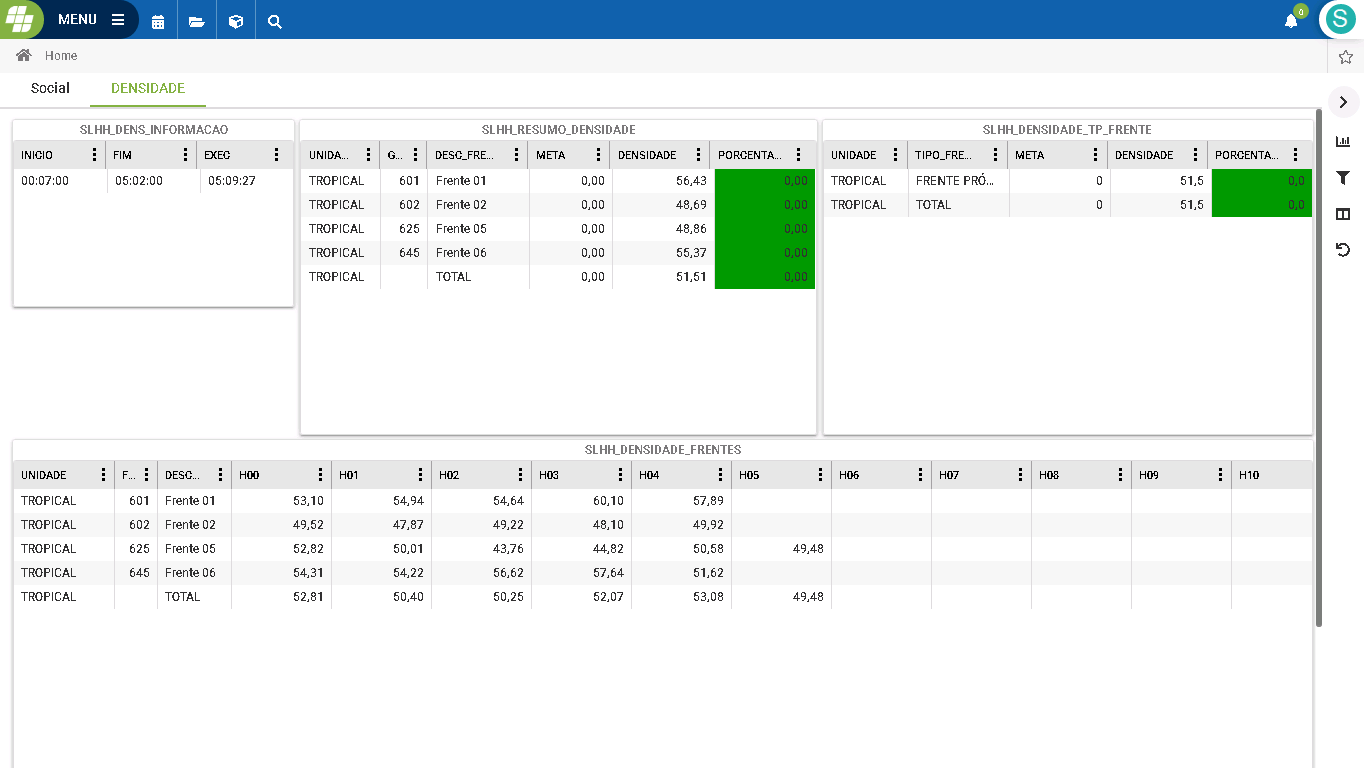 MENU
0
S
Home
Social DENSIDADE
SLHH_DENS_INFORMACAO
INICIO FIM EXEC
00:07:00 05:02:00 05:09:27
SLHH_RESUMO_DENSIDADE
UNIDA... G... DESC_FRE... META DENSIDADE PORCENTA...
TROPICAL 601 Frente 01 0,00 56,43 0,00
TROPICAL 602 Frente 02 0,00 48,69 0,00
TROPICAL 625 Frente 05 0,00 48,86 0,00
TROPICAL 645 Frente 06 0,00 55,37 0,00
TROPICAL TOTAL 0,00 51,51 0,00
SLHH_DENSIDADE_TP_FRENTE
UNIDADE TIPO_FRE... META DENSIDADE PORCENTA...
TROPICAL FRENTE PRÓ... 0 51,5 0,0
TROPICAL TOTAL 0 51,5 0,0
SLHH_DENSIDADE_FRENTES
UNIDADE F... DESC... H00 H01 H02 H03 H04 H05 H06 H07 H08 H09 H10
TROPICAL 601 Frente 01 53,10 54,94 54,64 60,10 57,89
TROPICAL 602 Frente 02 49,52 47,87 49,22 48,10 49,92
TROPICAL 625 Frente 05 52,82 50,01 43,76 44,82 50,58 49,48
TROPICAL 645 Frente 06 54,31 54,22 56,62 57,64 51,62
TROPICAL TOTAL 52,81 50,40 50,25 52,07 53,08 49,48